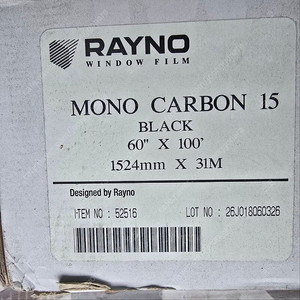 RAYNO
WINDOW FILM
MONO CARBON 15
BLACK
60" X 100'
1524mm X 31M
Designed by Rayno
ITEM NO : 52516
LOT NO : 26J018060326